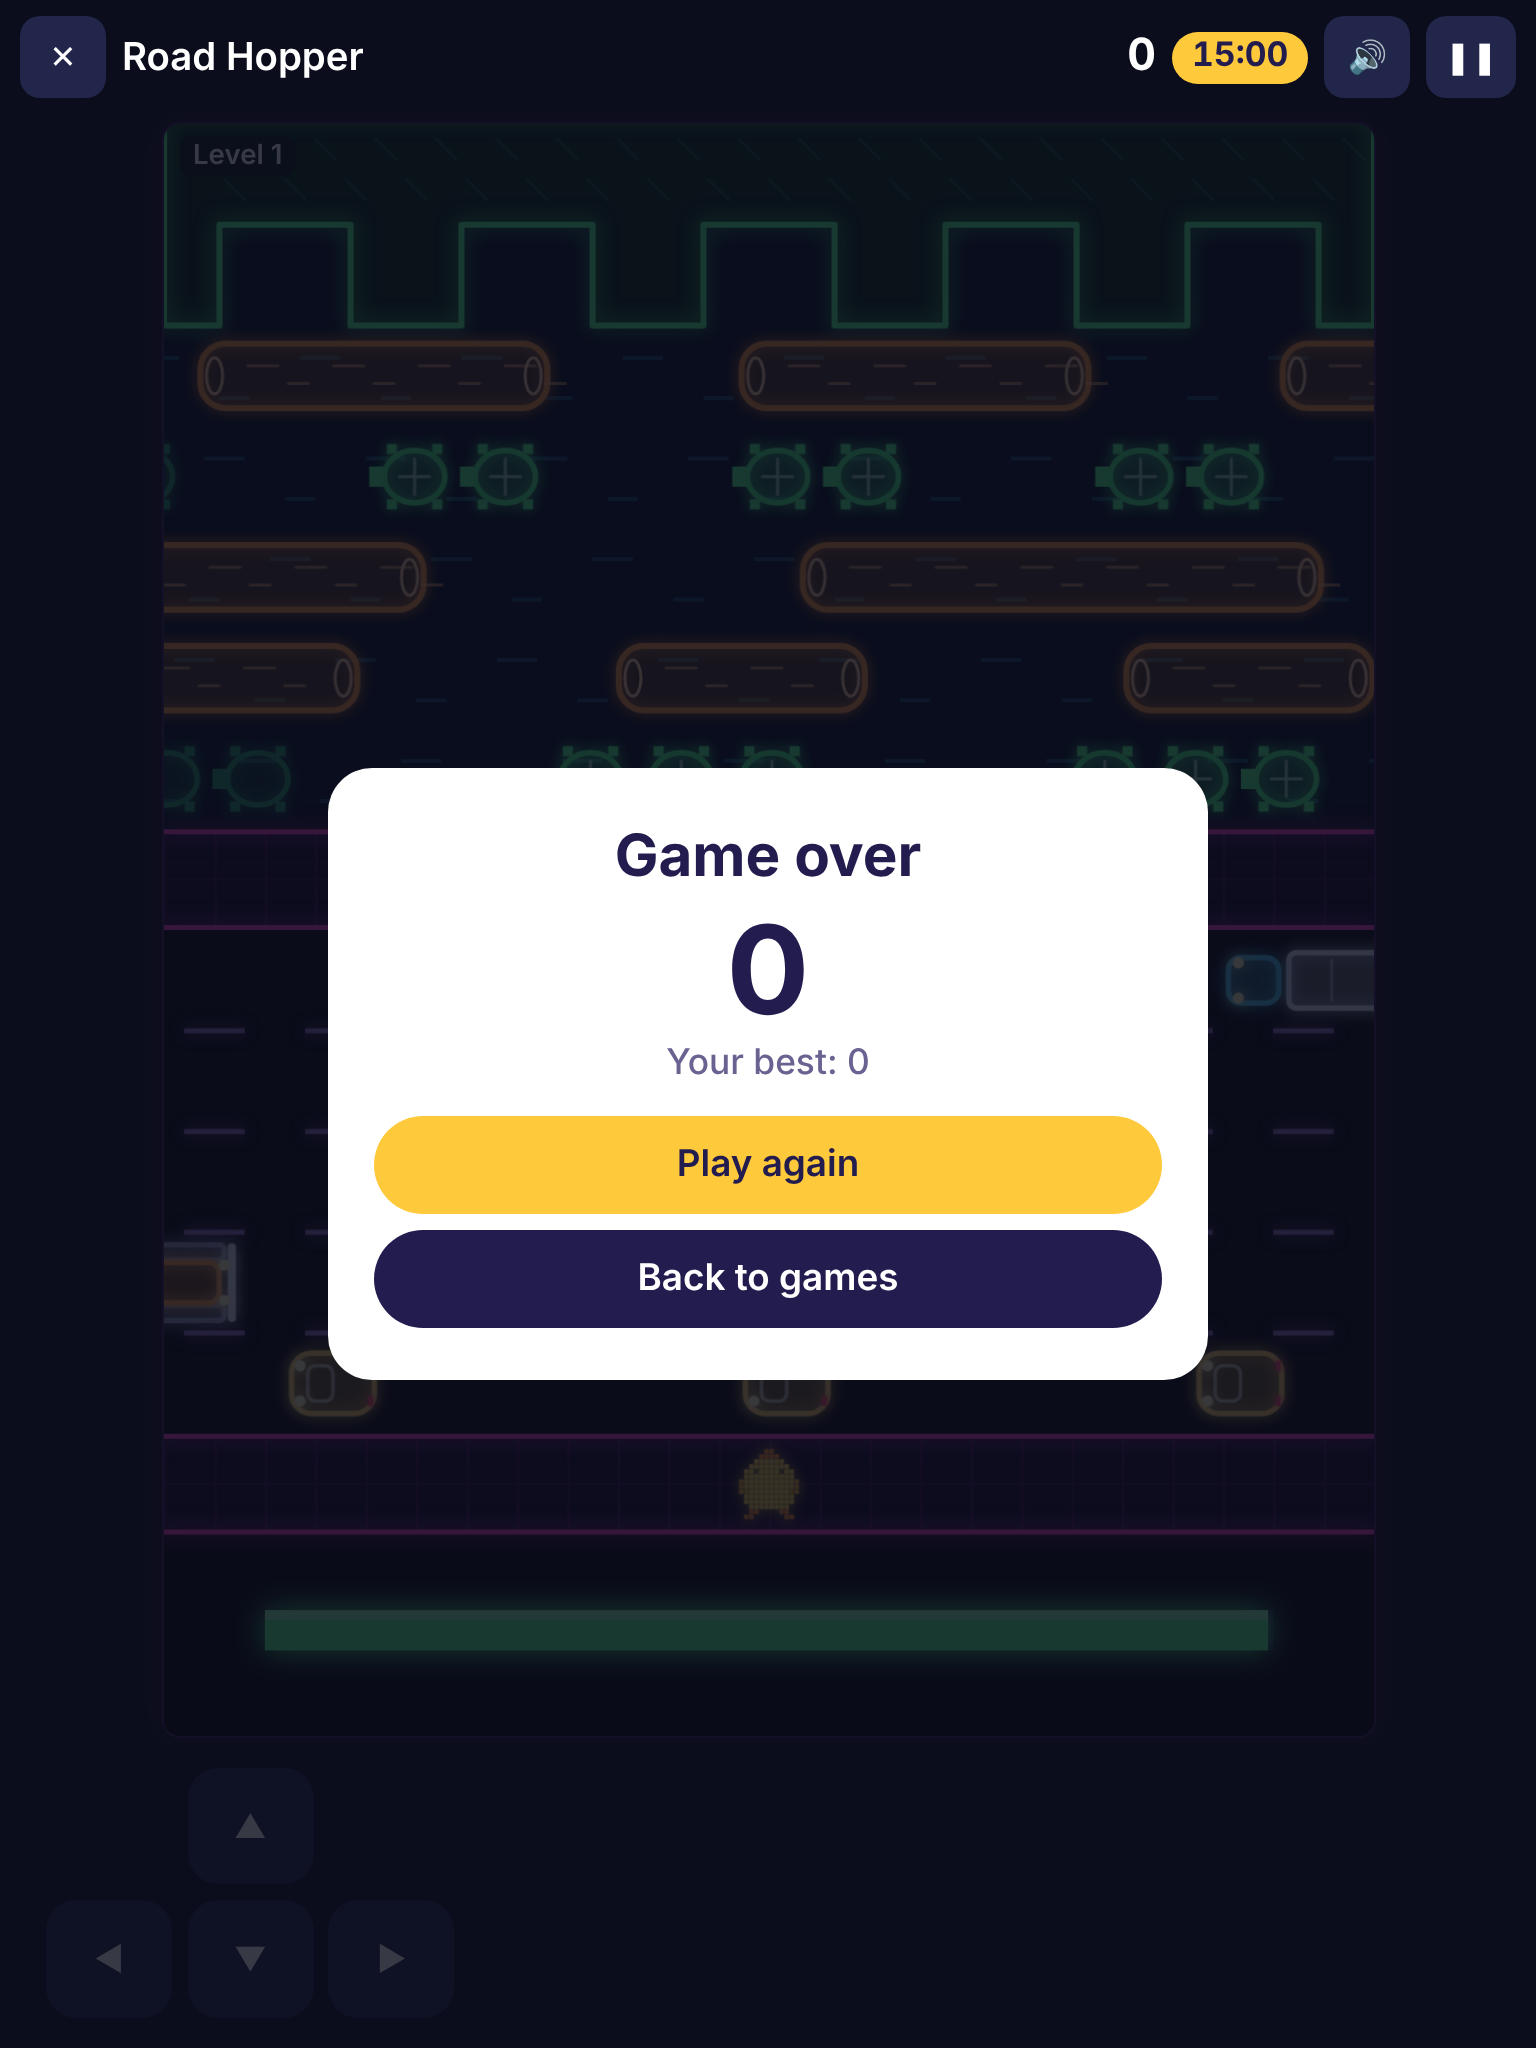 × Road Hopper 0 15:00
Level 1
Game over
0
Your best: 0
Play again
Back to games